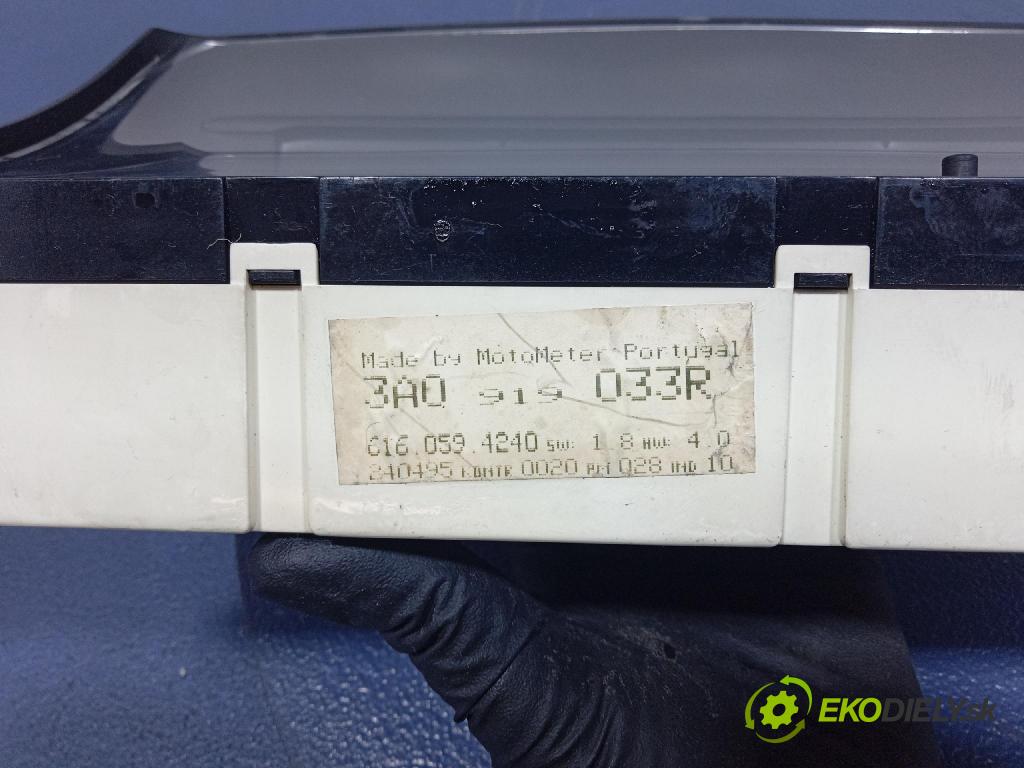 Made by MotoMeter Portugal
3A0 919 033R
616.059.4240 SW: 1.8 HW: 4.0
240495 KONTR 0020 Prf 028 IND 10
EKODIELY.sk